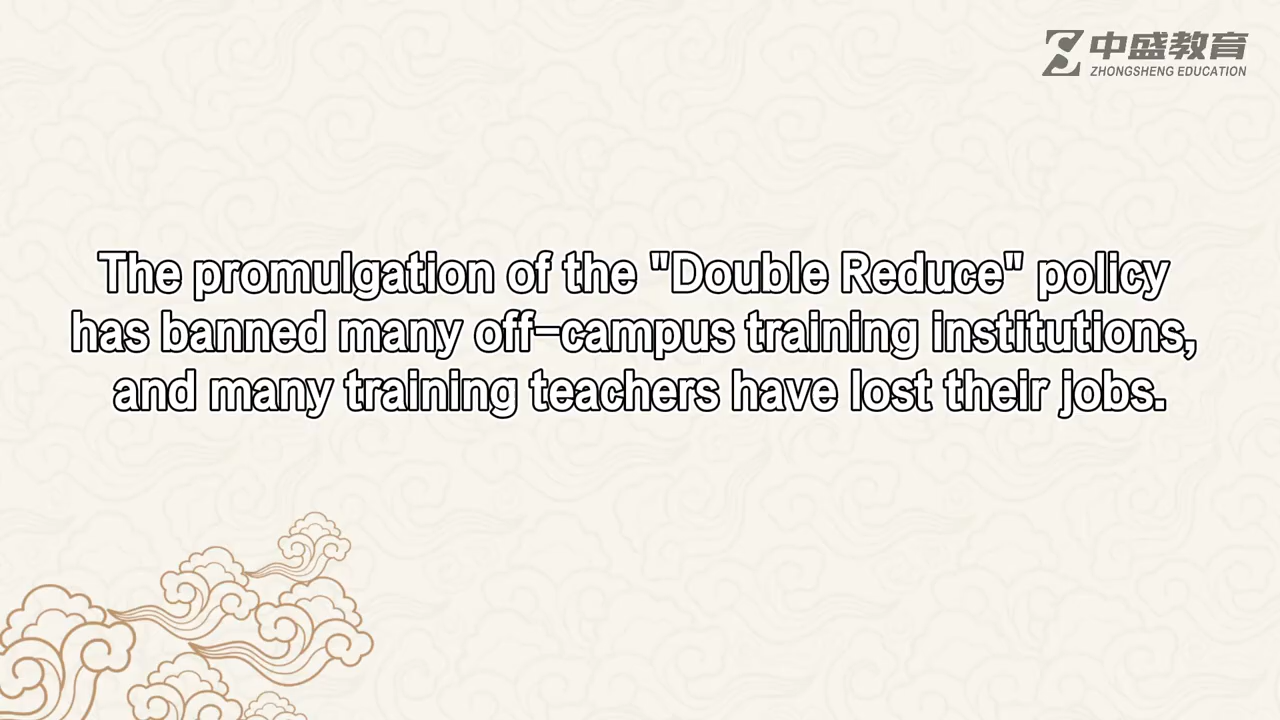 中盛教育
ZHONGSHENG EDUCATION
The promulgation of the "Double Reduce" policy
has banned many off-campus training institutions,
and many training teachers have lost their jobs.